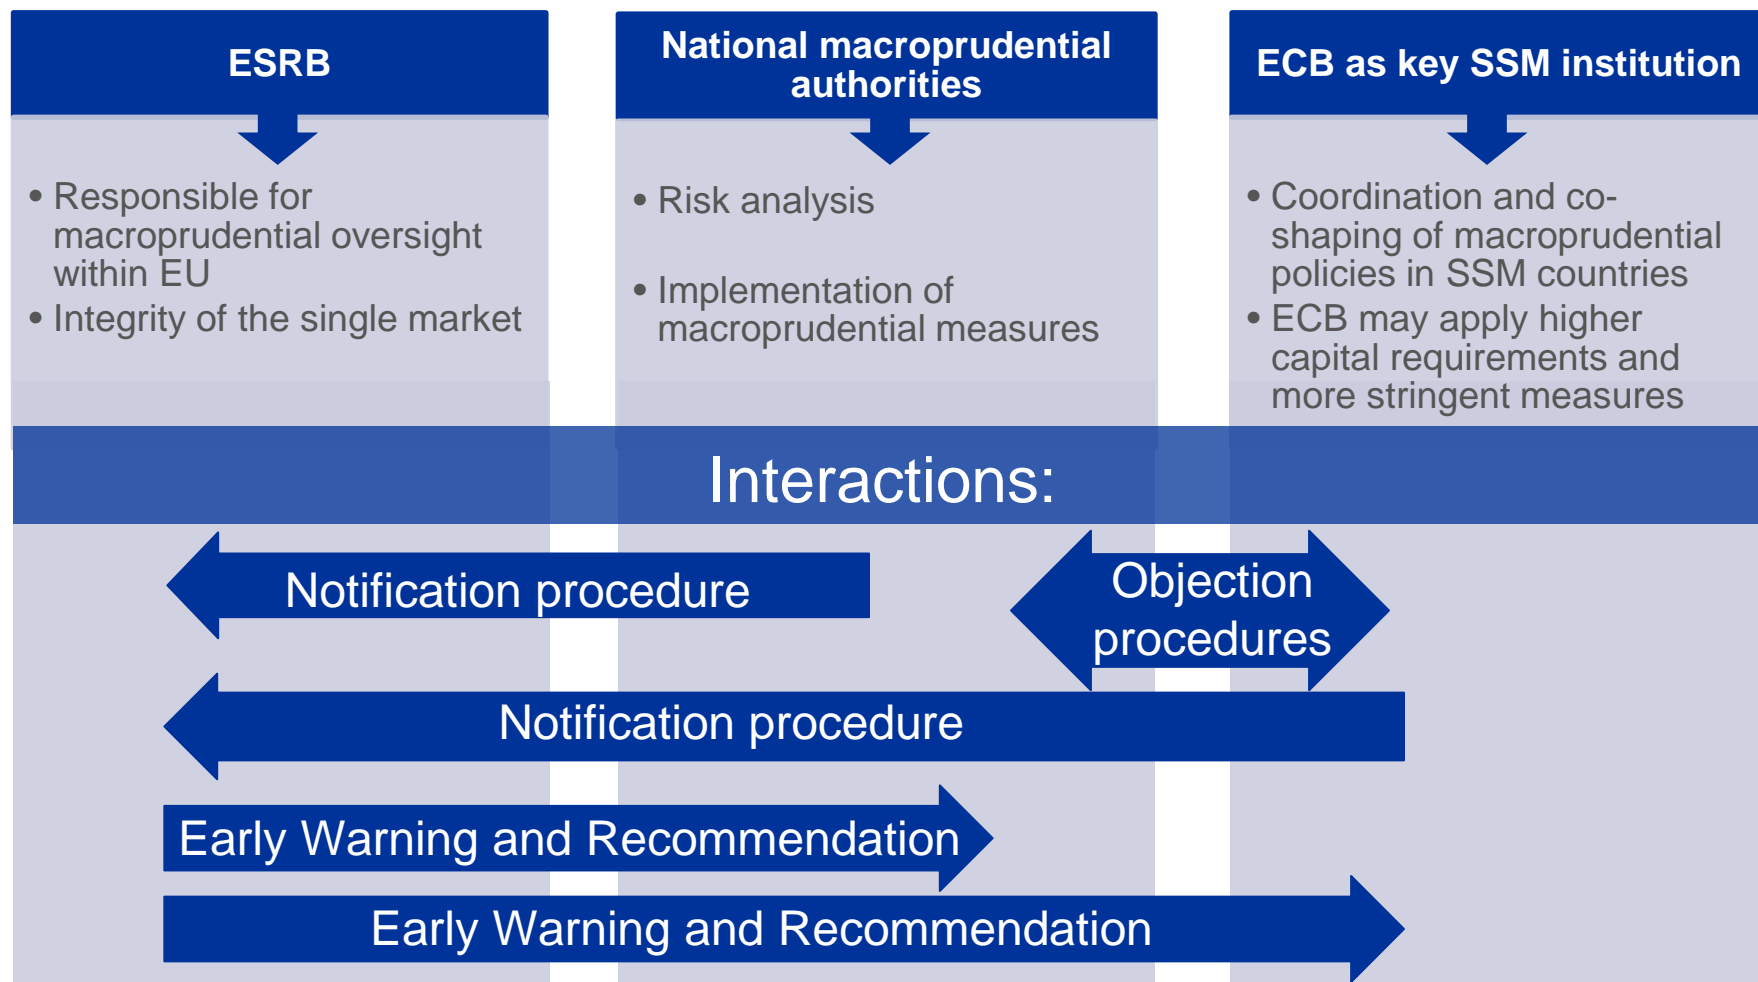 ESRB
• Responsible for
macroprudential oversight
within EU
• Integrity of the single market
National macroprudential
authorities
• Risk analysis
• Implementation of
macroprudential measures
ECB as key SSM institution
• Coordination and co-
shaping of macroprudential
policies in SSM countries
• ECB may apply higher
capital requirements and
more stringent measures
Interactions:
Notification procedure
Objection
procedures
Notification procedure
Early Warning and Recommendation
Early Warning and Recommendation